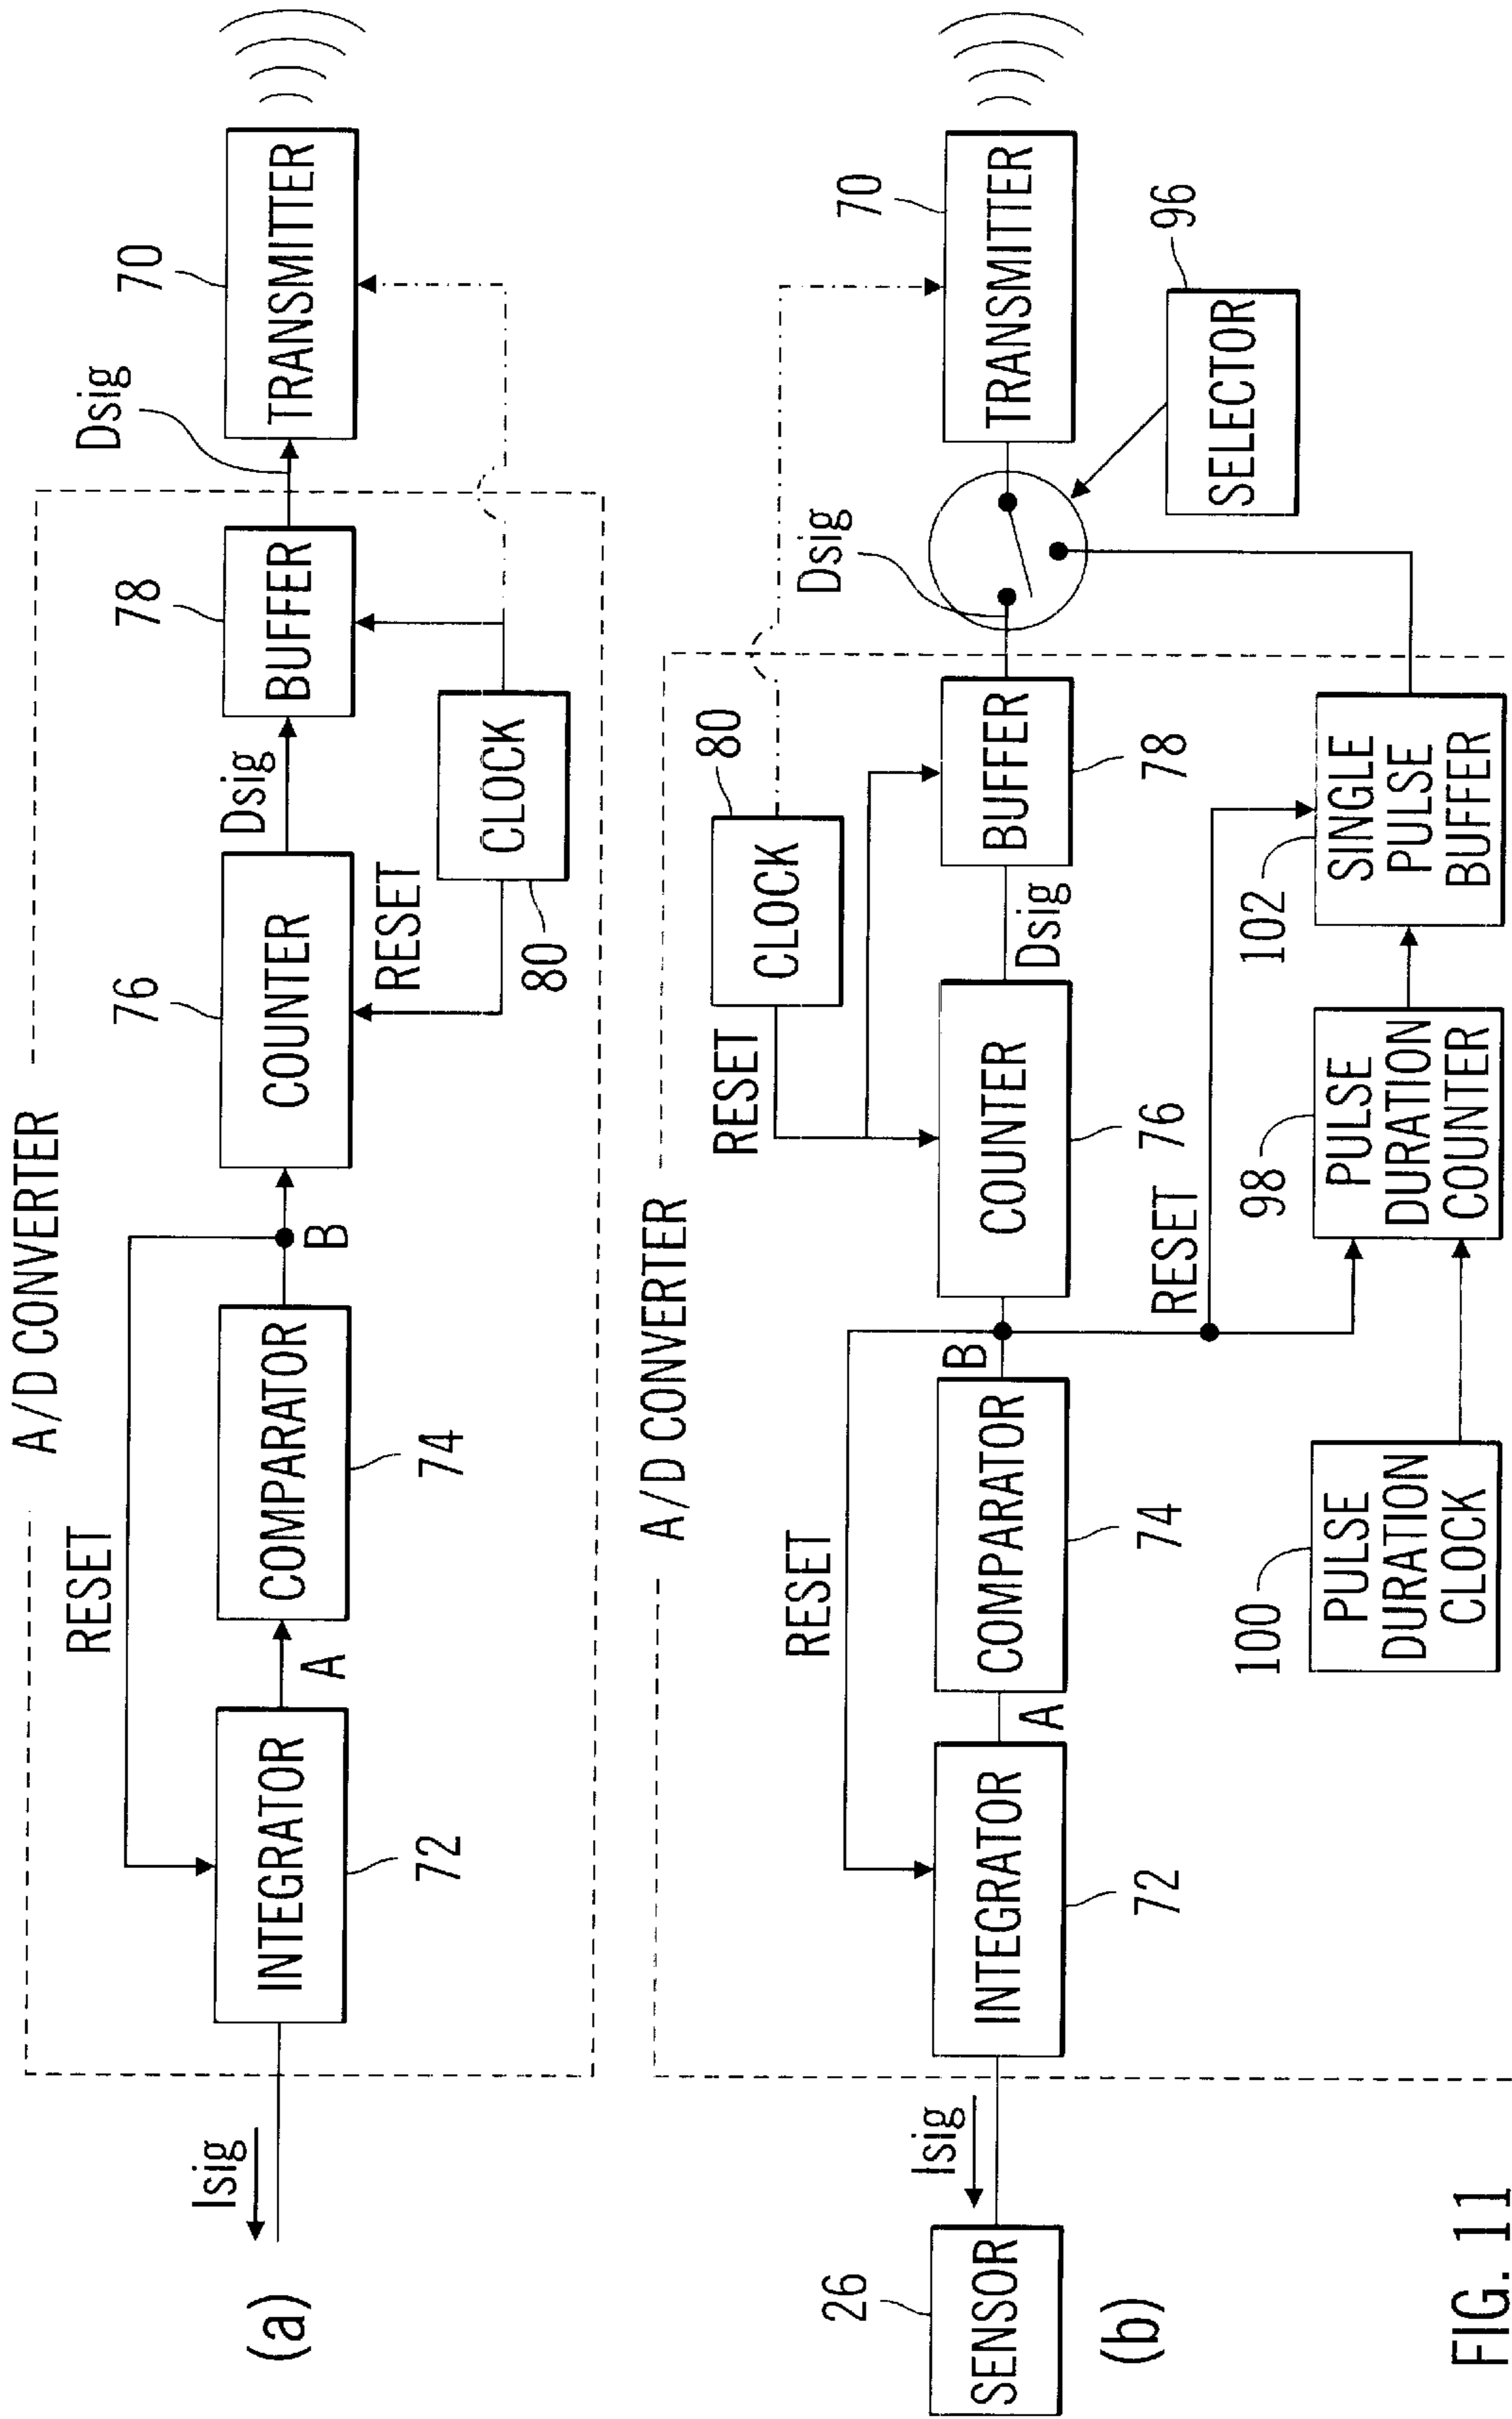 A/D CONVERTER
RESET
Isig
INTEGRATOR
72
A
COMPARATOR
74
B
COUNTER
76
RESET
Dsig
BUFFER
78
CLOCK
80
Dsig
TRANSMITTER
70
(a)
A/D CONVERTER
SENSOR
26
Isig
INTEGRATOR
72
RESET
A
COMPARATOR
74
B
COUNTER
76
RESET
CLOCK
80
Dsig
BUFFER
78
Dsig
TRANSMITTER
70
SELECTOR
96
RESET
PULSE
DURATION
CLOCK
100
PULSE
DURATION
COUNTER
98
SINGLE
PULSE
BUFFER
102
(b)
FIG. 11